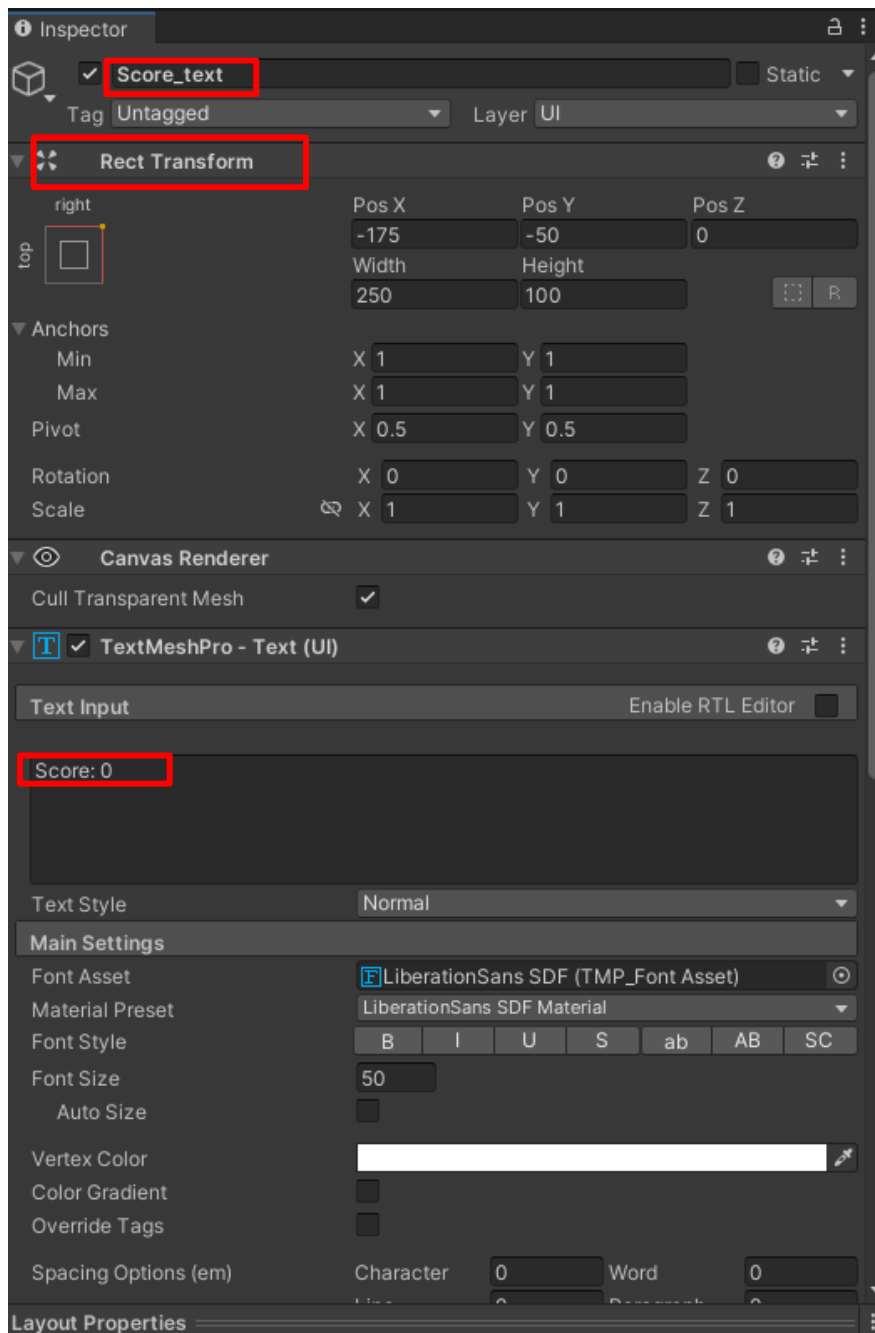 Inspector
Score_text Static
Tag Untagged Layer UI
Rect Transform
right Pos X Pos Y Pos Z
top -175 -50 0
Width Height
250 100 R
Anchors
Min X 1 Y 1
Max X 1 Y 1
Pivot X 0.5 Y 0.5
Rotation X 0 Y 0 Z 0
Scale X 1 Y 1 Z 1
Canvas Renderer
Cull Transparent Mesh
T TextMeshPro - Text (UI)
Text Input Enable RTL Editor
Score: 0
Text Style Normal
Main Settings
Font Asset F LiberationSans SDF (TMP_Font Asset)
Material Preset LiberationSans SDF Material
Font Style B I U S ab AB SC
Font Size 50
Auto Size
Vertex Color
Color Gradient
Override Tags
Spacing Options (em) Character 0 Word 0
Layout Properties